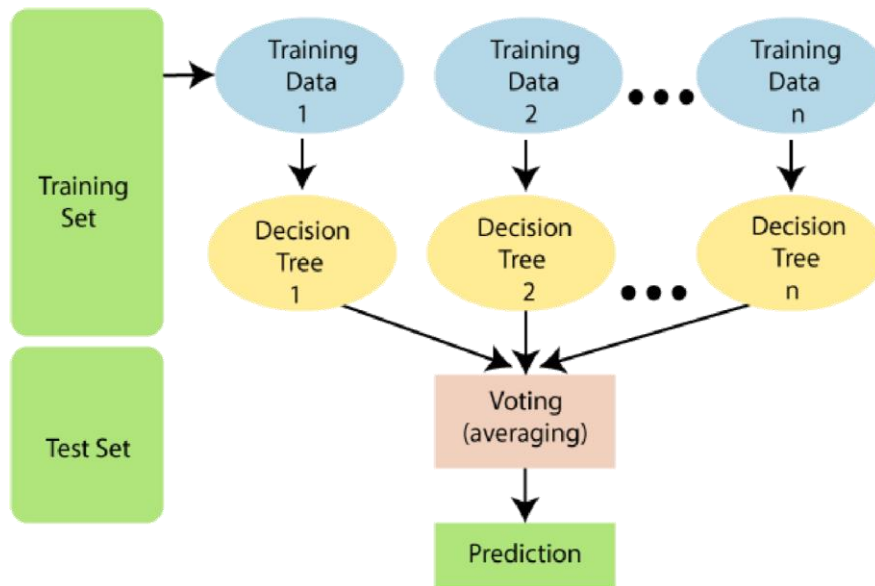 Training
Set
Test Set
Training
Data
1
Training
Data
2
Training
Data
n
Decision
Tree
1
Decision
Tree
2
Decision
Tree
n
Voting
(averaging)
Prediction